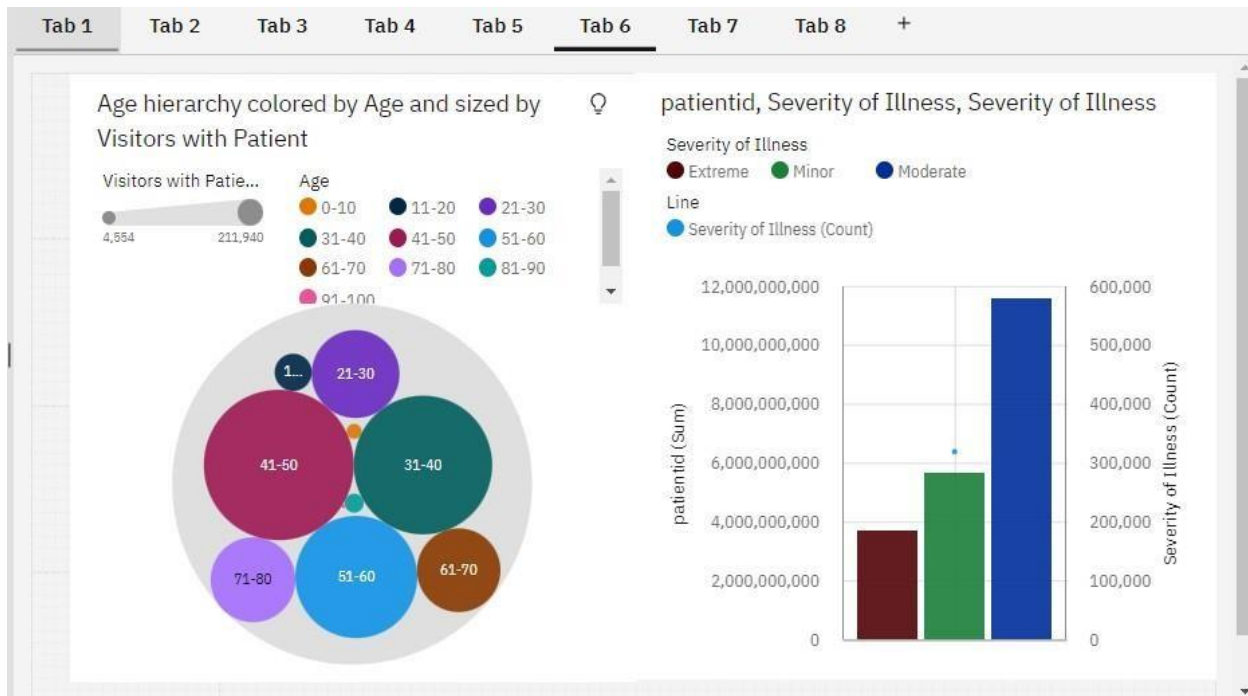 Tab 1 Tab 2 Tab 3 Tab 4 Tab 5 Tab 6 Tab 7 Tab 8 +
Age hierarchy colored by Age and sized by
Visitors with Patient
Visitors with Patie...
4,554 211,940
Age
0-10 11-20 21-30
31-40 41-50 51-60
61-70 71-80 81-90
91-100
1...
21-30
41-50
31-40
71-80
51-60
61-70
patientid, Severity of Illness, Severity of Illness
Severity of Illness
Extreme Minor Moderate
Line
Severity of Illness (Count)
patientid (Sum)
12,000,000,000
10,000,000,000
8,000,000,000
6,000,000,000
4,000,000,000
2,000,000,000
0
600,000
500,000
400,000
300,000
200,000
100,000
0
Severity of Illness (Count)